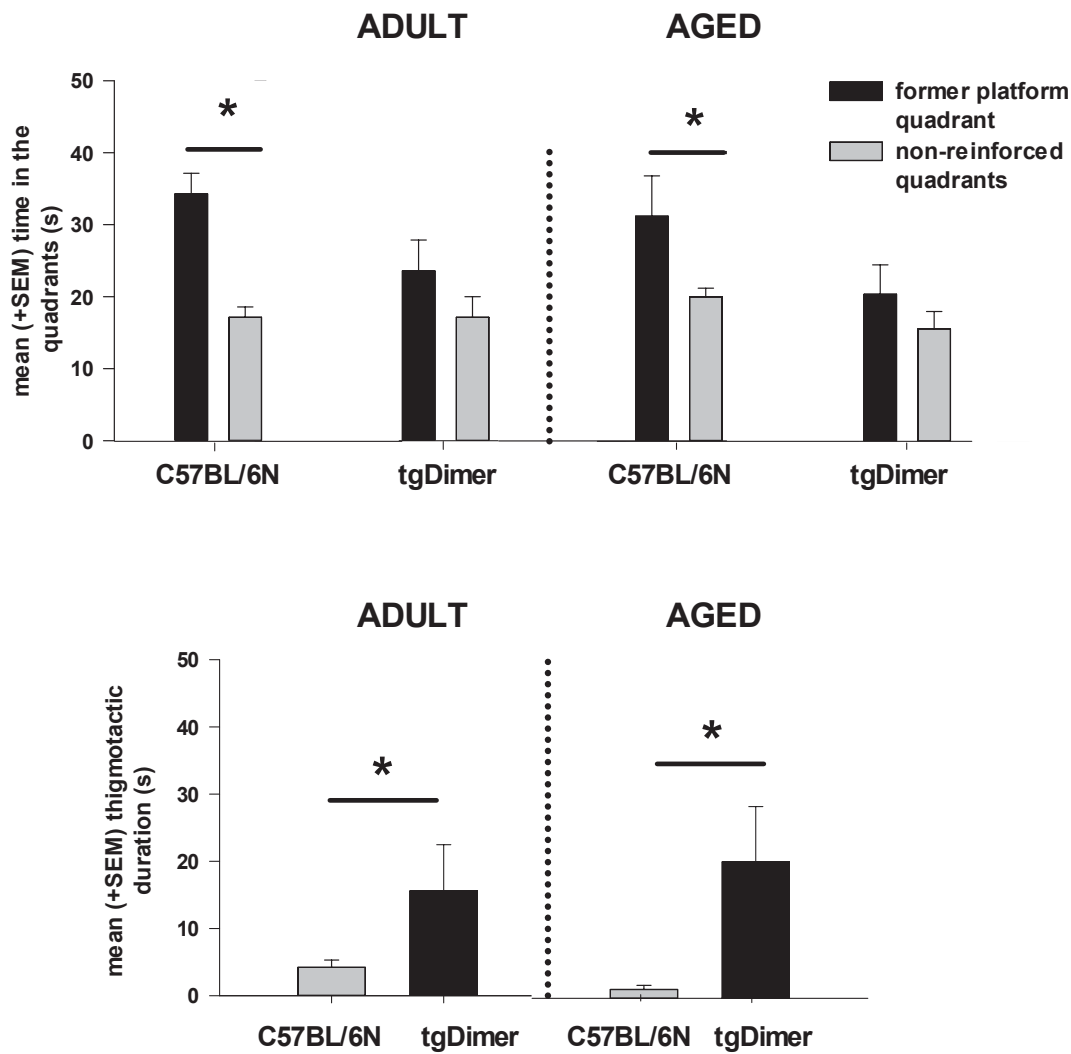 ADULT AGED
50
40
30
20
10
0
mean (+SEM) time in the
quadrants (s)
*
*
former platform
quadrant
non-reinforced
quadrants
C57BL/6N tgDimer C57BL/6N tgDimer
ADULT AGED
50
40
30
20
10
0
mean (+SEM) thigmotactic
duration (s)
*
*
C57BL/6N tgDimer C57BL/6N tgDimer